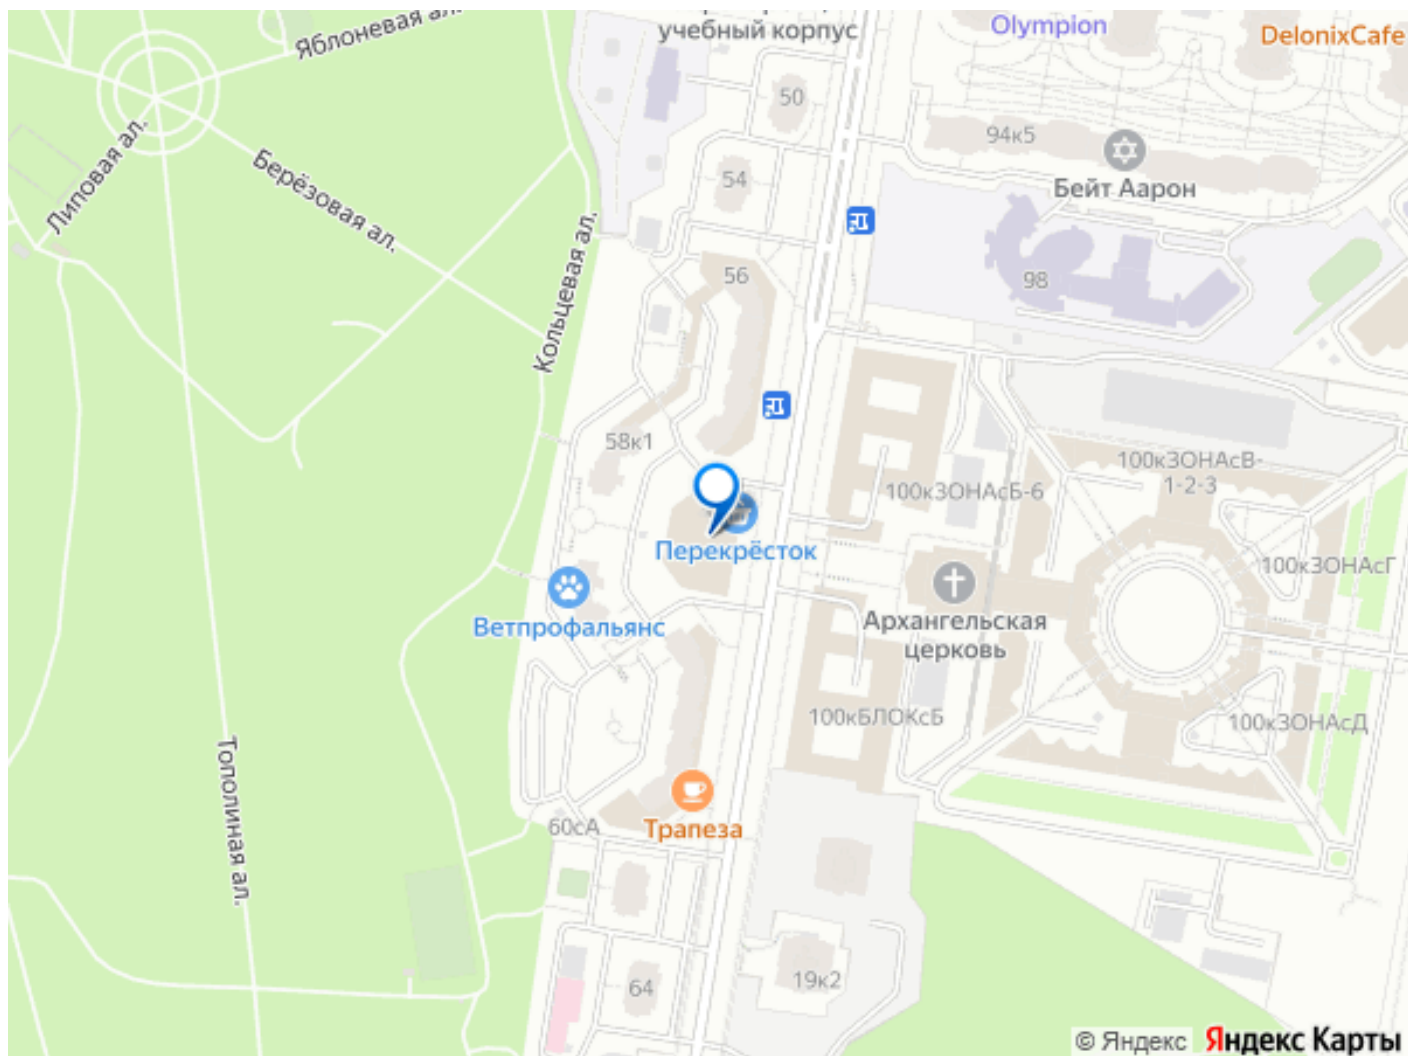 Яблоневая ал.
учебный корпус
Olympion
DelonixCafe
50
94к5
Липовая ал.
Берёзовая ал.
54
Бейт Аарон
Кольцевая ал.
56
98
58к1
100кЗОНАсВ-
1-2-3
100кЗОНАсБ-6
Перекрёсток
100кЗОНАсГ
Ветпрофальянс
Архангельская
церковь
100кБЛОКсБ
100кЗОНАсД
Тополиная ал.
60сА
Трапеза
64
19к2
© Яндекс Яндекс Карты